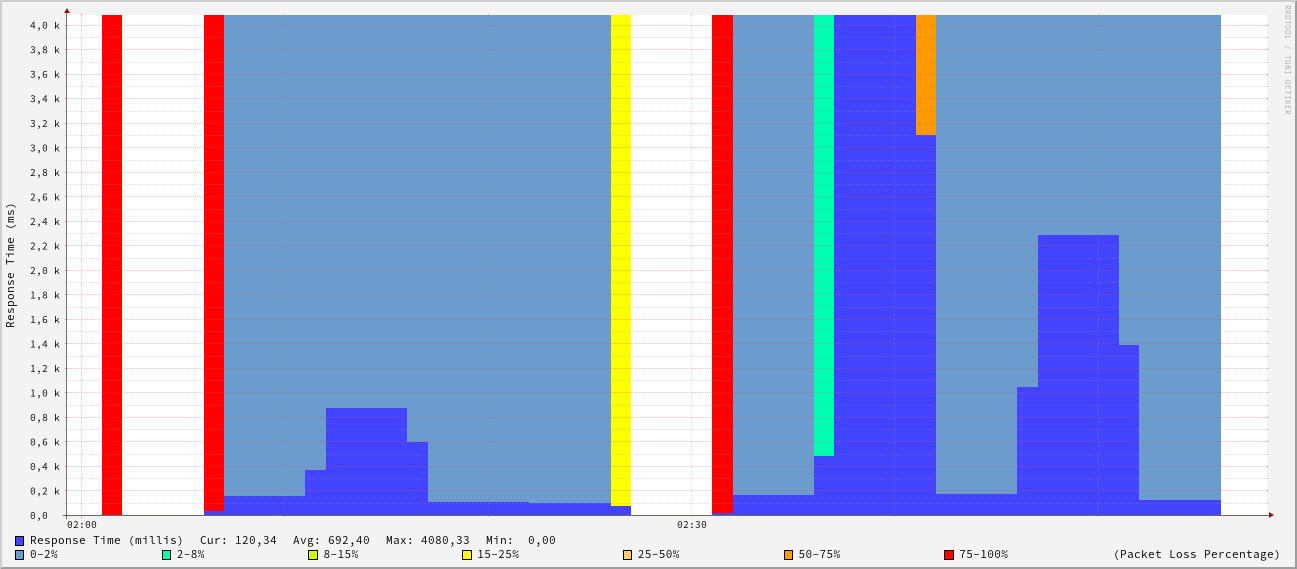 RRDTOOL / TOBI OETIKER
Response Time (ms)
4,0 k
3,8 k
3,6 k
3,4 k
3,2 k
3,0 k
2,8 k
2,6 k
2,4 k
2,2 k
2,0 k
1,8 k
1,6 k
1,4 k
1,2 k
1,0 k
0,8 k
0,6 k
0,4 k
0,2 k
0,0
02:00 02:30
Response Time (millis) Cur: 120,34 Avg: 692,40 Max: 4080,33 Min: 0,00
0-2% 2-8% 8-15% 15-25% 25-50% 50-75% 75-100% (Packet Loss Percentage)